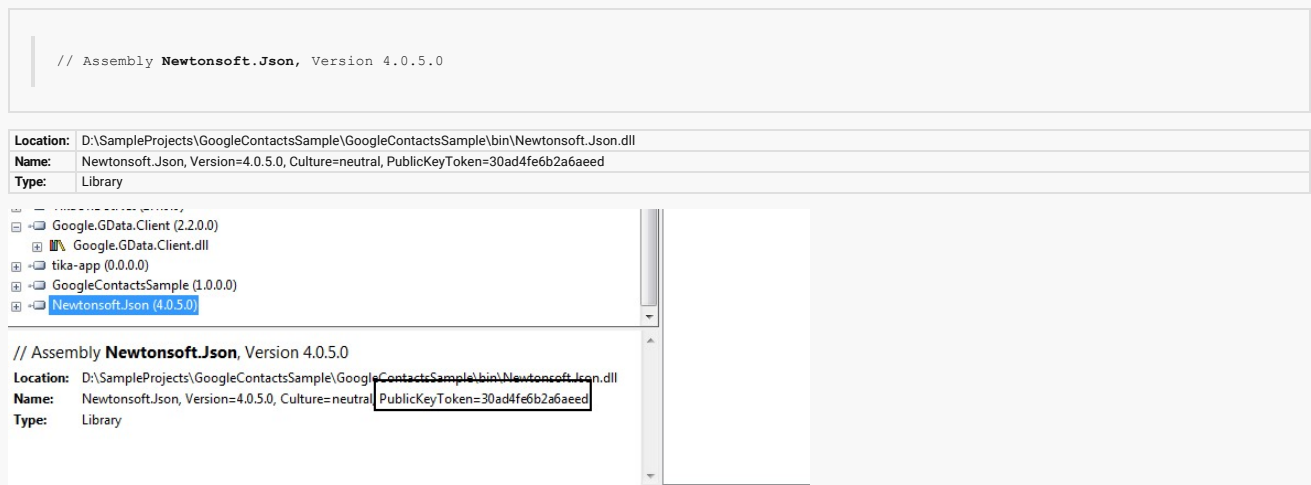 // Assembly Newtonsoft.Json, Version 4.0.5.0
Location: D:\SampleProjects\GoogleContactsSample\GoogleContactsSample\bin\Newtonsoft.Json.dll
Name: Newtonsoft.Json, Version=4.0.5.0, Culture=neutral, PublicKeyToken=30ad4fe6b2a6aeed
Type: Library
Google.GData.Client (2.2.0.0)
Google.GData.Client.dll
tika-app (0.0.0.0)
GoogleContactsSample (1.0.0.0)
Newtonsoft.Json (4.0.5.0)
// Assembly Newtonsoft.Json, Version 4.0.5.0
Location: D:\SampleProjects\GoogleContactsSample\GoogleContactsSample\bin\Newtonsoft.Json.dll
Name: Newtonsoft.Json, Version=4.0.5.0, Culture=neutral, PublicKeyToken=30ad4fe6b2a6aeed
Type: Library